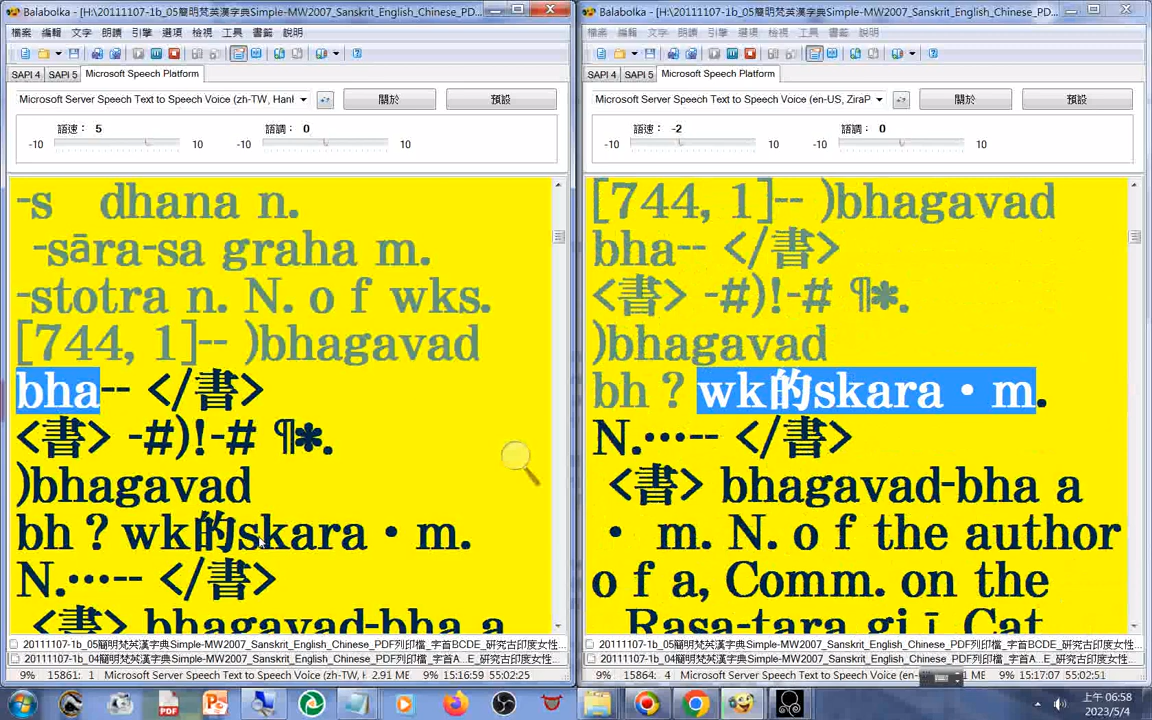 Balabolka - [H:\20111107-1b_05簡明梵英漢字典Simple-MW2007_Sanskrit_English_Chinese_PD...
檔案 編輯 文字 朗讀 引擎 選項 檢視 工具 書籤 說明
SAPI 4 SAPI 5 Microsoft Speech Platform
Microsoft Server Speech Text to Speech Voice (zh-TW, Hanl
關於 預設
語速： 5 語調： 0
-10 10 -10 10
-s dhana n.
-sāra-sa graha m.
-stotra n. N. o f wks.
[744, 1]-- )bhagavad
bha-- </書>
<書> -#)!-# ¶✽.
)bhagavad
bh？wk的skara・m.
N.···-- </書>
<書> bhagavad-bha a
20111107-1b_05簡明梵英漢字典Simple-MW2007_Sanskrit_English_Chinese_PDF列印檔_字首BCDE_研究古印度女性...
20111107-1b_04簡明梵英漢字典Simple-MW2007_Sanskrit_English_Chinese_PDF列印檔_字首A...E_研究古印度女性...
9% 15861: 1 Microsoft Server Speech Text to Speech Voice (zh-TW, H 2.91 MB 9% 15:16:59 55:02:25
Balabolka - [H:\20111107-1b_05簡明梵英漢字典Simple-MW2007_Sanskrit_English_Chinese_PD...
檔案 編輯 文字 朗讀 引擎 選項 檢視 工具 書籤 說明
SAPI 4 SAPI 5 Microsoft Speech Platform
Microsoft Server Speech Text to Speech Voice (en-US, ZiraP
關於 預設
語速： -2 語調： 0
-10 10 -10 10
[744, 1]-- )bhagavad
bha-- </書>
<書> -#)!-# ¶✽.
)bhagavad
bh？wk的skara・m.
N.···-- </書>
<書> bhagavad-bha a
・ m. N. o f the author
o f a, Comm. on the
Rasa-tara gi ī Cat
20111107-1b_05簡明梵英漢字典Simple-MW2007_Sanskrit_English_Chinese_PDF列印檔_字首BCDE_研究古印度女性...
20111107-1b_04簡明梵英漢字典Simple-MW2007_Sanskrit_English_Chinese_PDF列印檔_字首A...E_研究古印度女性...
9% 15864: 4 Microsoft Server Speech Text to Speech Voice (en-US, 9% 15:17:07 55:02:51
上午 06:58
2023/5/4